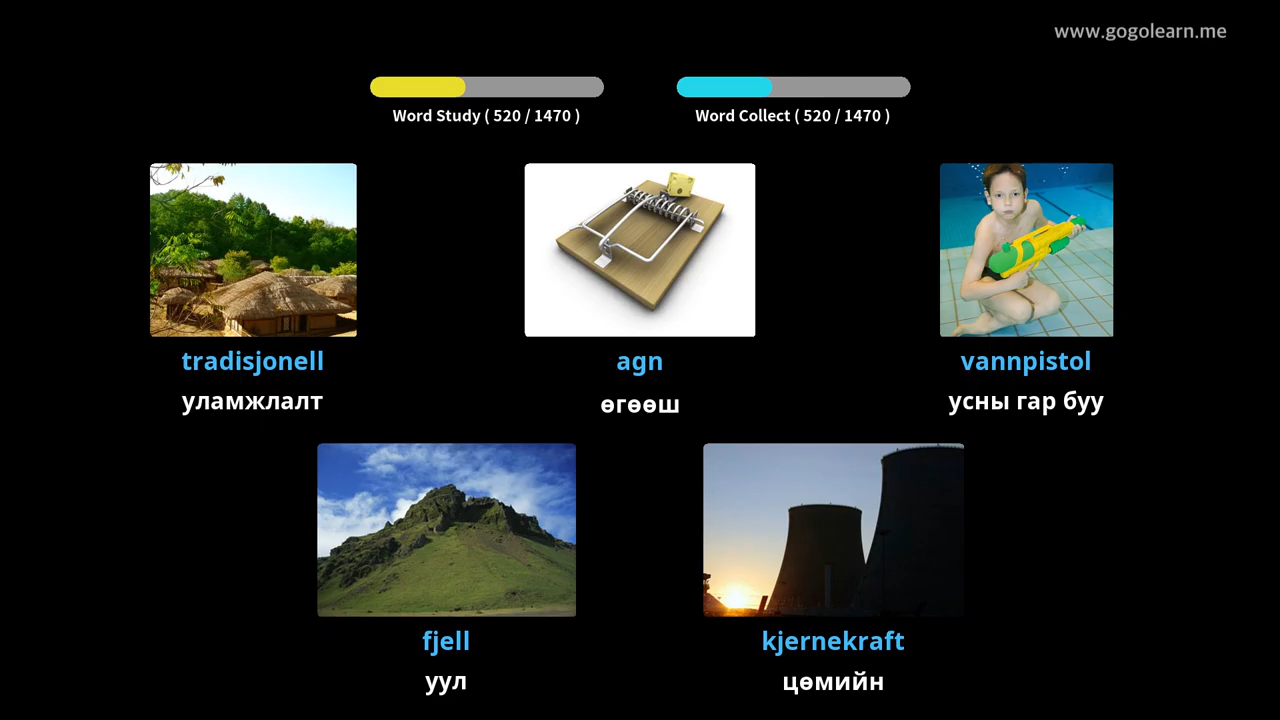 www.gogolearn.me
Word Study ( 520 / 1470 )
Word Collect ( 520 / 1470 )
tradisjonell
уламжлалт
agn
өгөөш
vannpistol
усны гар буу
fjell
уул
kjernekraft
цөмийн